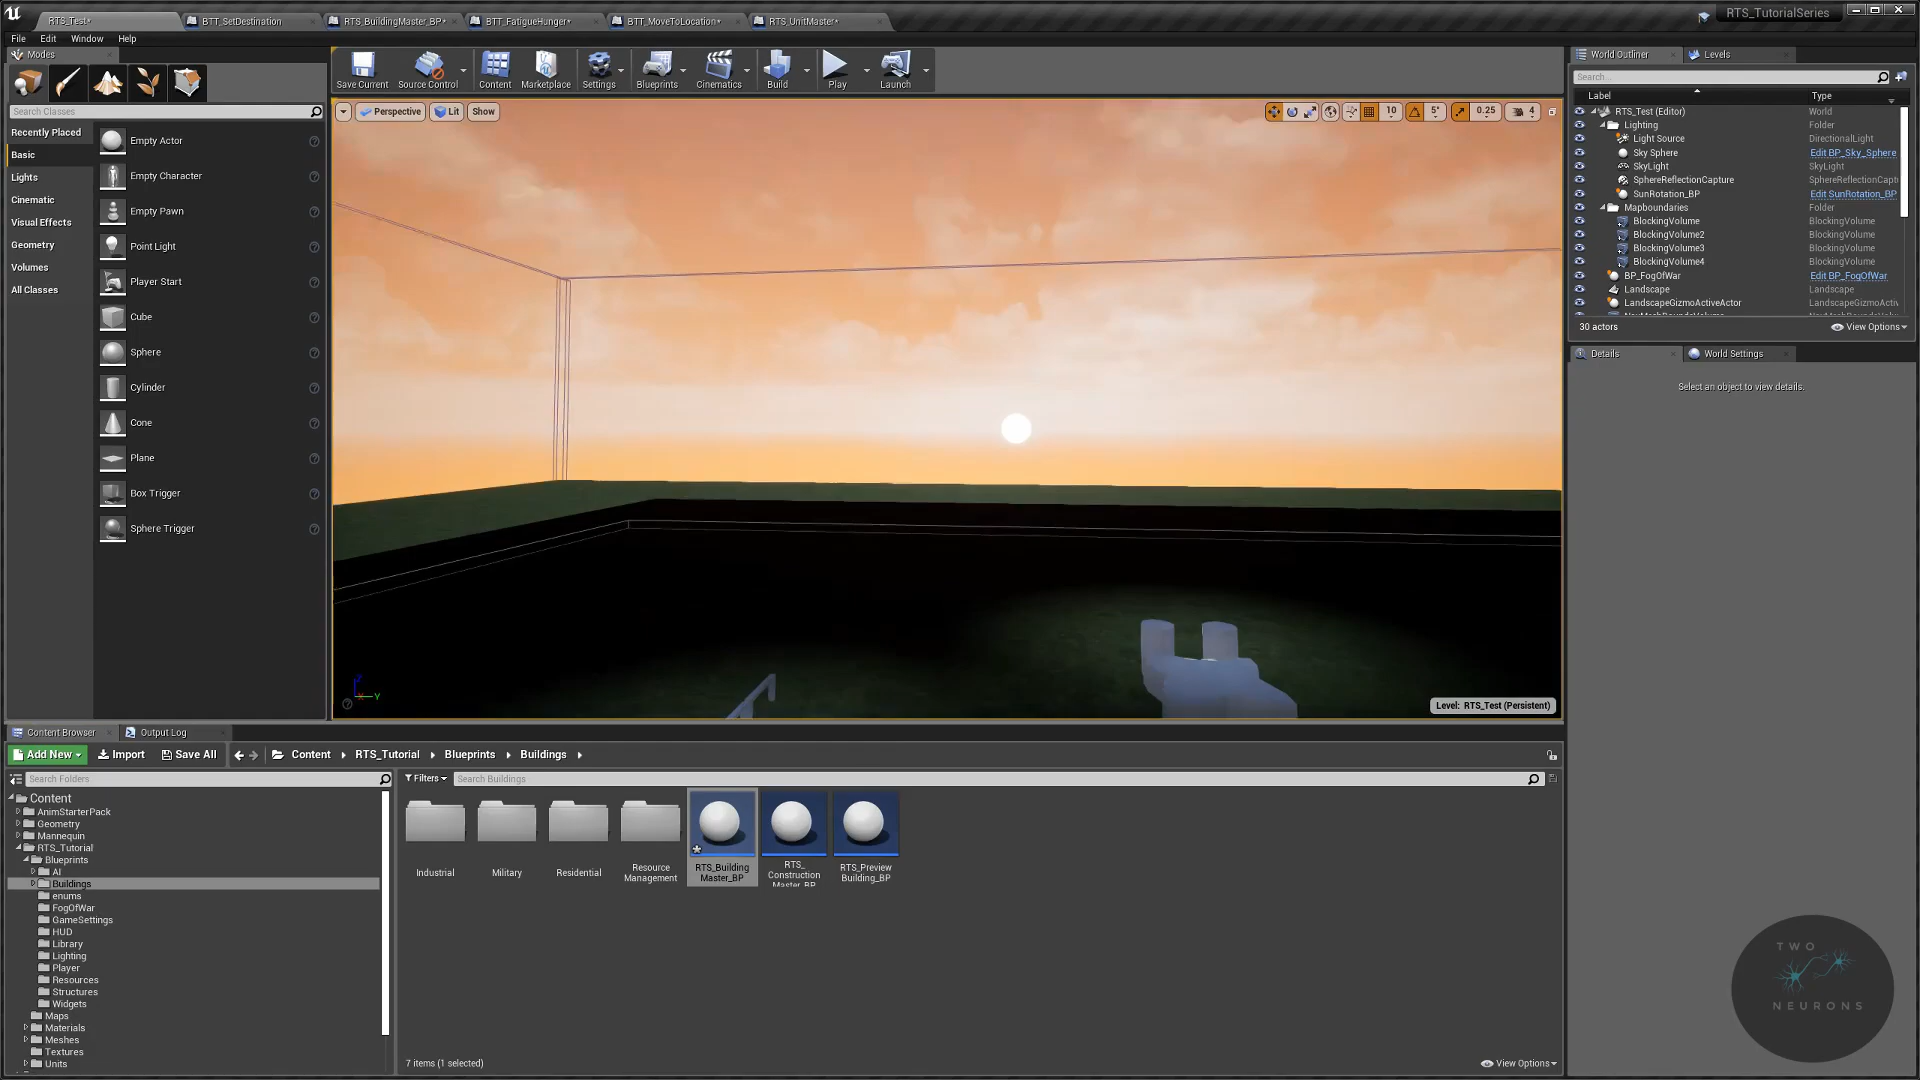 RTS_Test*
BTT_SetDestination
RTS_BuildingMaster_BP*
BTT_FatigueHunger*
BTT_MoveToLocation*
RTS_UnitMaster*
RTS_TutorialSeries
File Edit Window Help
Modes
Save Current
Source Control
Content
Marketplace
Settings
Blueprints
Cinematics
Build
Play
Launch
Search Classes
Recently Placed
Basic
Lights
Cinematic
Visual Effects
Geometry
Volumes
All Classes
Empty Actor
Empty Character
Empty Pawn
Point Light
Player Start
Cube
Sphere
Cylinder
Cone
Plane
Box Trigger
Sphere Trigger
Perspective Lit Show
10 5° 0.25 4
Z
X Y
Level: RTS_Test (Persistent)
World Outliner Levels
Search...
Label Type
RTS_Test (Editor) World
Lighting Folder
Light Source DirectionalLight
Sky Sphere Edit BP_Sky_Sphere
SkyLight SkyLight
SphereReflectionCapture SphereReflectionCapt
SunRotation_BP Edit SunRotation_BP
Mapboundaries Folder
BlockingVolume BlockingVolume
BlockingVolume2 BlockingVolume
BlockingVolume3 BlockingVolume
BlockingVolume4 BlockingVolume
BP_FogOfWar Edit BP_FogOfWar
Landscape Landscape
LandscapeGizmoActiveActor LandscapeGizmoActiv
30 actors View Options
Details World Settings
Select an object to view details.
Content Browser Output Log
Add New Import Save All Content RTS_Tutorial Blueprints Buildings
Search Folders
Filters Search Buildings
Content
AnimStarterPack
Geometry
Mannequin
RTS_Tutorial
Blueprints
AI
Buildings
enums
FogOfWar
GameSettings
HUD
Library
Lighting
Player
Resources
Structures
Widgets
Maps
Materials
Meshes
Textures
Units
Industrial
Military
Residential
Resource
Management
RTS_Building
Master_BP
RTS_
Construction
Master_BP
RTS_Preview
Building_BP
7 items (1 selected)
View Options
TWO
NEURONS